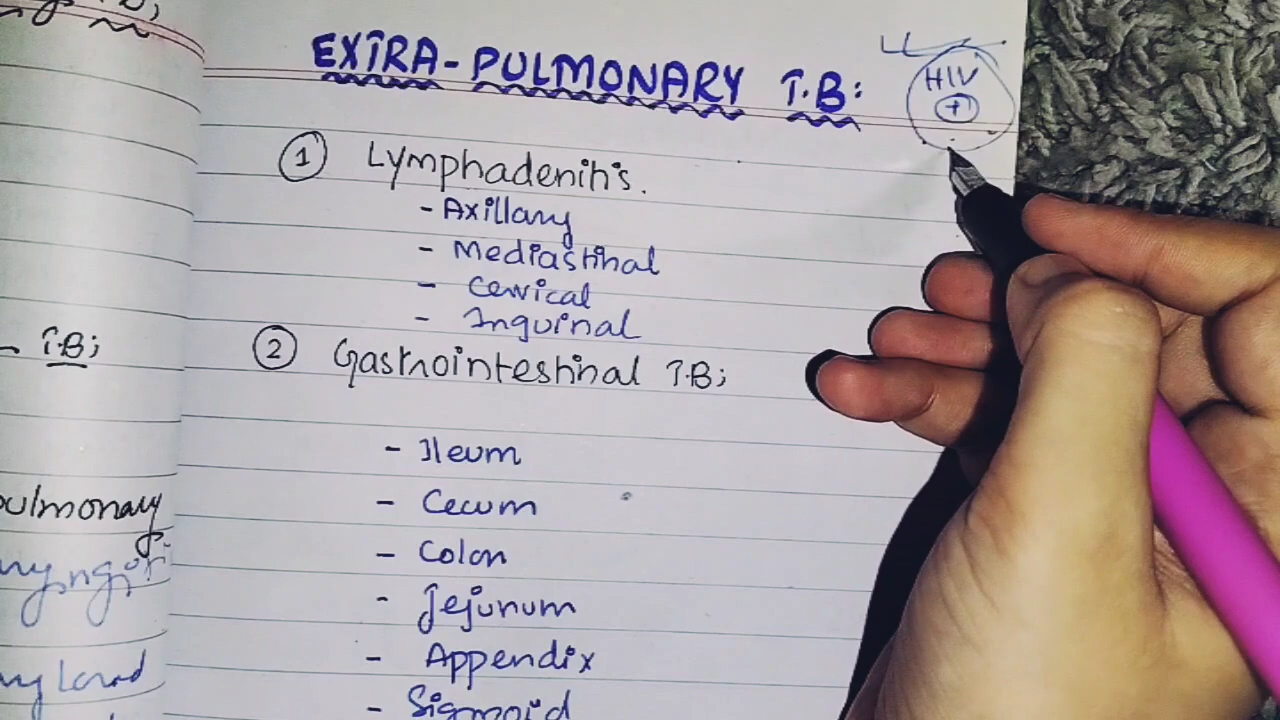 EXTRA-PULMONARY T.B:
HIV
+
① Lymphadenitis.
- Axillary
- Mediastinal
- Cervical
- Inguinal
② Gastrointestinal T.B;
- Ileum
- Cecum
- Colon
- Jejunum
- Appendix
- Sigmoid
- T.B;
pulmonary